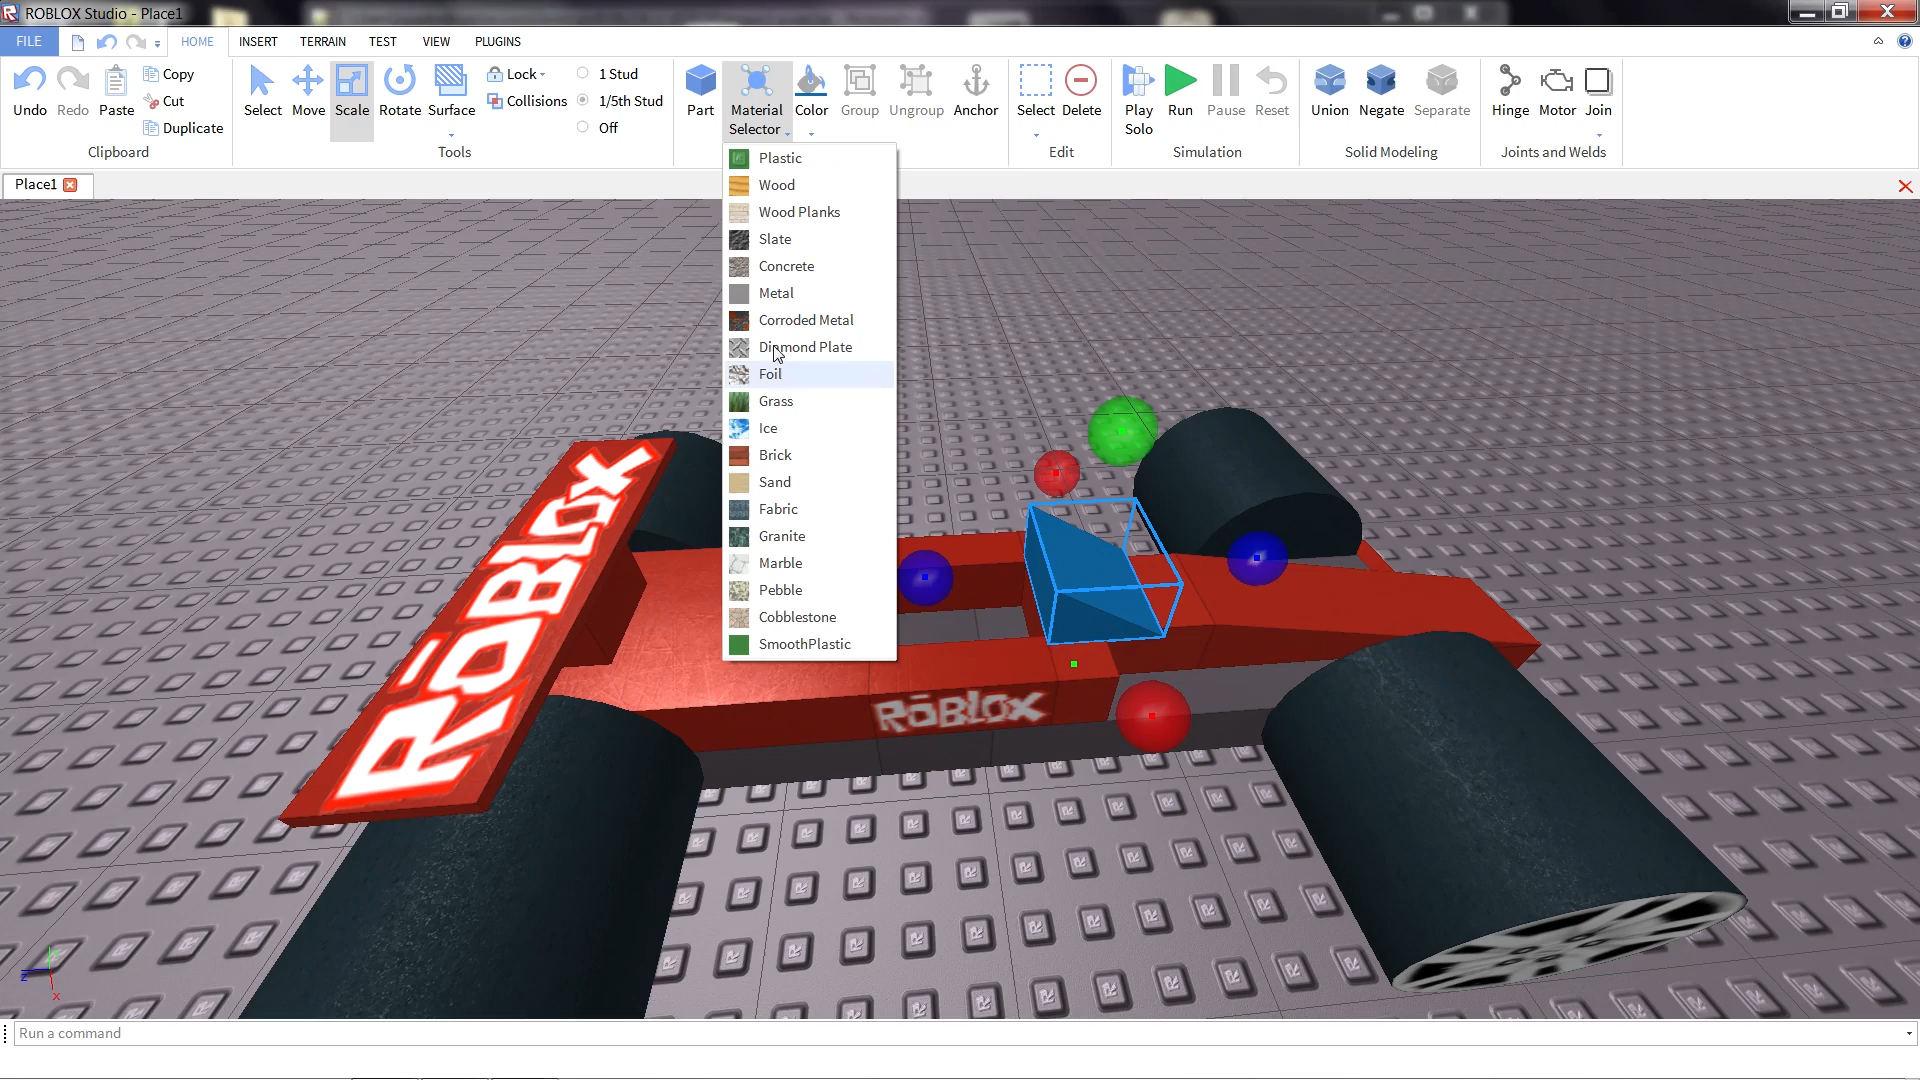 ROBLOX Studio - Place1
FILE HOME INSERT TERRAIN TEST VIEW PLUGINS
Undo Redo Paste Copy Cut Duplicate
Clipboard
Select Move Scale Rotate Surface Lock Collisions 1 Stud 1/5th Stud Off
Tools
Part Material Selector Color Group Ungroup Anchor
Select Delete
Edit
Play Solo Run Pause Reset
Simulation
Union Negate Separate
Solid Modeling
Hinge Motor Join
Joints and Welds
Place1
Plastic
Wood
Wood Planks
Slate
Concrete
Metal
Corroded Metal
Diamond Plate
Foil
Grass
Ice
Brick
Sand
Fabric
Granite
Marble
Pebble
Cobblestone
SmoothPlastic
RŌBLOX
RŌBLOX
z
x
Run a command